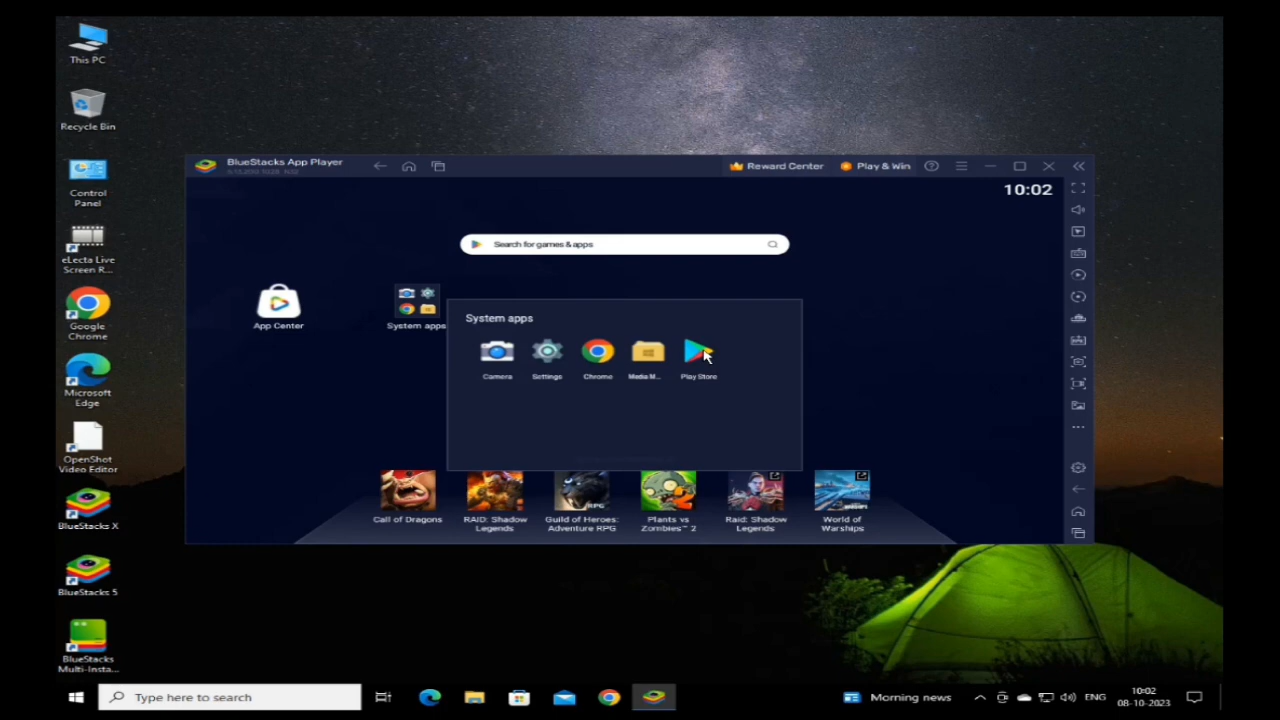 This PC
Recycle Bin
Control
Panel
eLecta Live
Screen R...
Google
Chrome
Microsoft
Edge
OpenShot
Video Editor
BlueStacks X
BlueStacks 5
BlueStacks
Multi-Insta...
BlueStacks App Player
Reward Center
Play & Win
10:02
Search for games & apps
App Center
System apps
System apps
Camera
Settings
Chrome
Media M...
Play Store
Call of Dragons
RAID: Shadow
Legends
RPG
Guild of Heroes:
Adventure RPG
Plants vs
Zombies™ 2
Raid: Shadow
Legends
World of
Warships
Type here to search
Morning news
ENG
10:02
08-10-2023